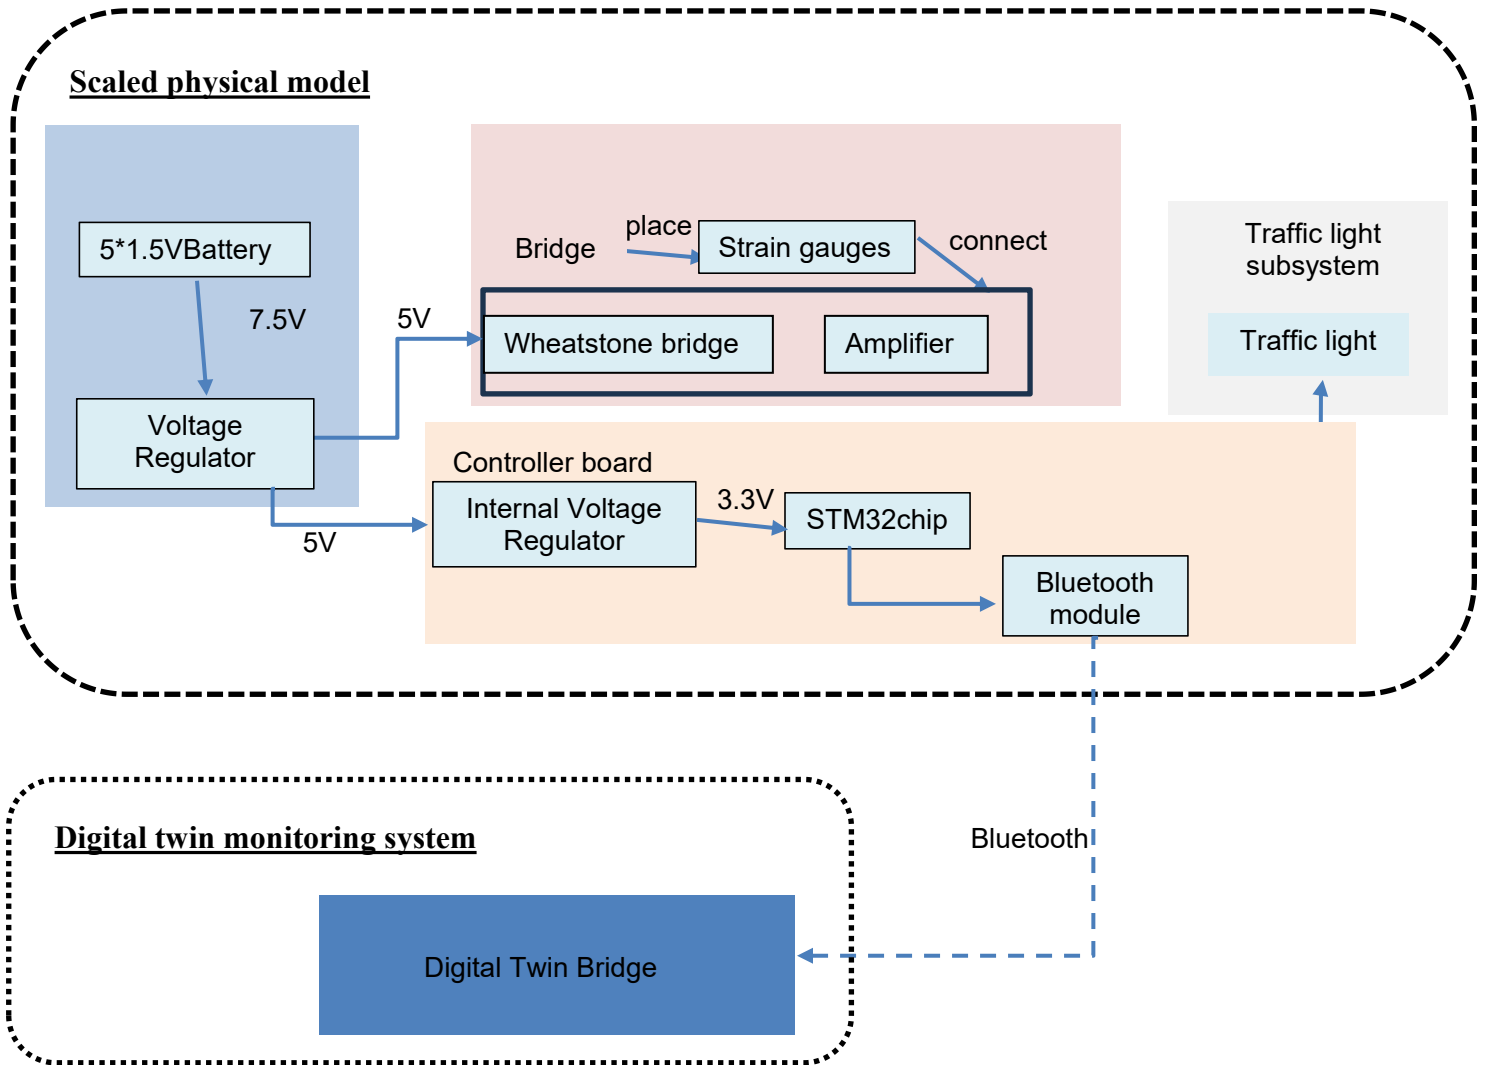 Scaled physical model
5*1.5VBattery
7.5V
Voltage
Regulator
5V
5V
Bridge
place
Strain gauges
connect
Wheatstone bridge
Amplifier
Traffic light
subsystem
Traffic light
Controller board
Internal Voltage
Regulator
3.3V
STM32chip
Bluetooth
module
Bluetooth
Digital twin monitoring system
Digital Twin Bridge